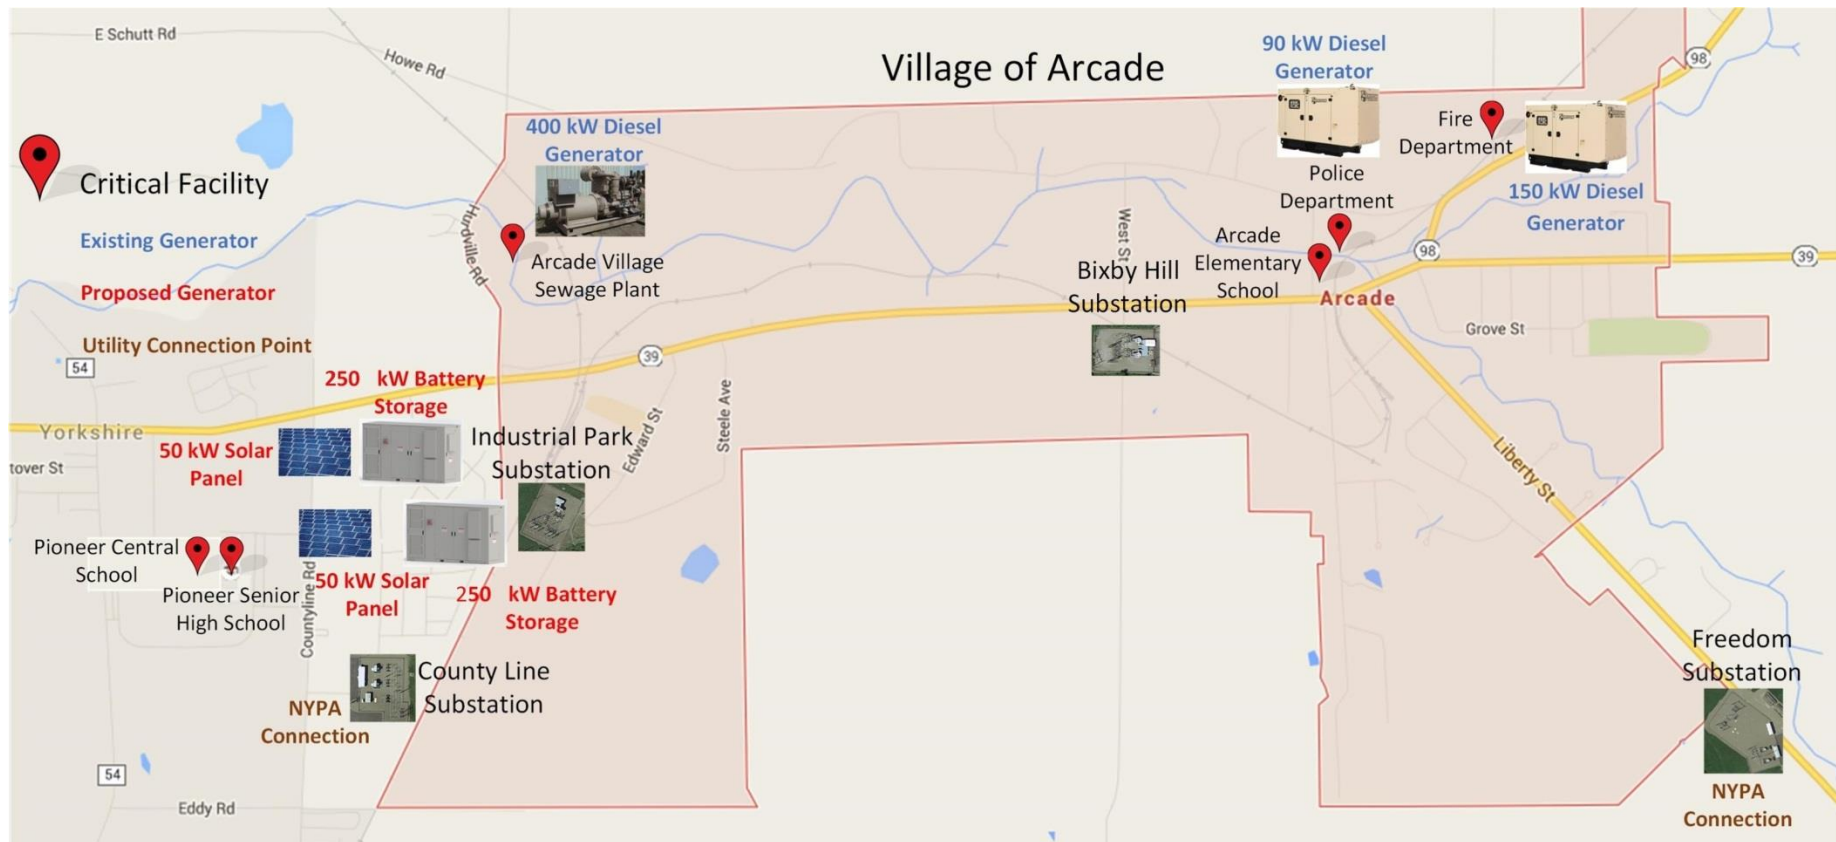 E Schutt Rd
Howe Rd
Village of Arcade
90 kW Diesel
Generator
98
Fire
Department
400 kW Diesel
Generator
Critical Facility
Police
Department
150 kW Diesel
Generator
Existing Generator
Hurdville Rd
Arcade Village
Sewage Plant
West St
Arcade
Elementary
School
98
39
Bixby Hill
Substation
Proposed Generator
Arcade
Grove St
Utility Connection Point
54
39
250 kW Battery
Storage
Steele Ave
Edward St
Yorkshire
50 kW Solar
Panel
Industrial Park
Substation
tover St
Liberty St
Pioneer Central
School
Pioneer Senior
High School
Countyline Rd
50 kW Solar
Panel
250 kW Battery
Storage
County Line
Substation
NYPA
Connection
Freedom
Substation
54
Eddy Rd
NYPA
Connection